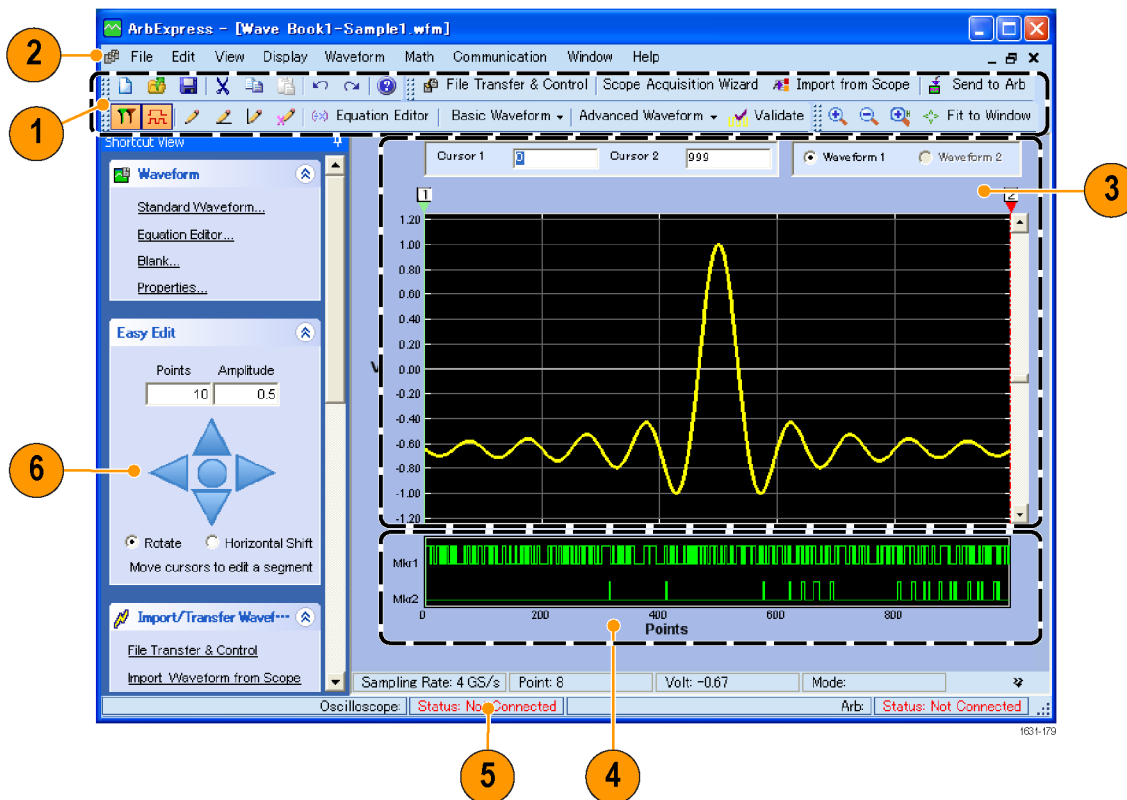 ArbExpress - [Wave Book1-Sample1.wfm]
2
File Edit View Display Waveform Math Communication Window Help
File Transfer & Control Scope Acquisition Wizard Import from Scope Send to Arb
1
Equation Editor Basic Waveform Advanced Waveform Validate Fit to Window
Shortcut View
Cursor 1 0 Cursor 2 999 Waveform 1 Waveform 2
3
Waveform
Standard Waveform...
Equation Editor...
Blank...
Properties...
1 2
1.20
1.00
0.80
0.60
0.40
0.20
0.00
-0.20
-0.40
-0.60
-0.80
-1.00
-1.20
Easy Edit
Points Amplitude
10 0.5
6
Rotate Horizontal Shift
Move cursors to edit a segment
Mkr1
Mkr2
0 200 400 600 800
Points
Import/Transfer Wavef...
File Transfer & Control
Import Waveform from Scope
Sampling Rate: 4 GS/s Point: 8 Volt: -0.67 Mode:
Oscilloscope: Status: Not Connected Arb: Status: Not Connected
1631-179
5
4